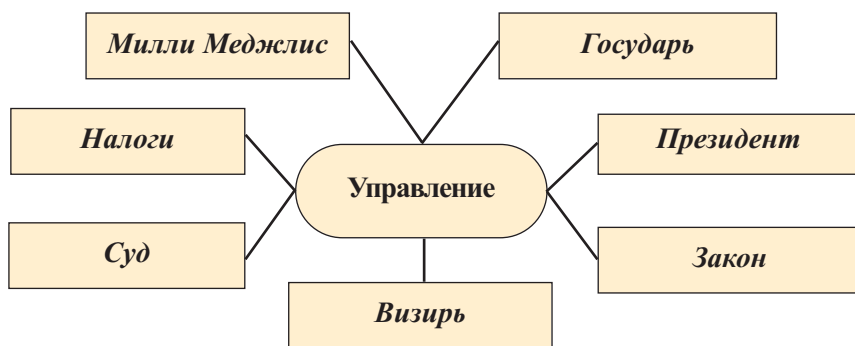 Милли Меджлис
Государь
Налоги
Президент
Управление
Суд
Закон
Визирь